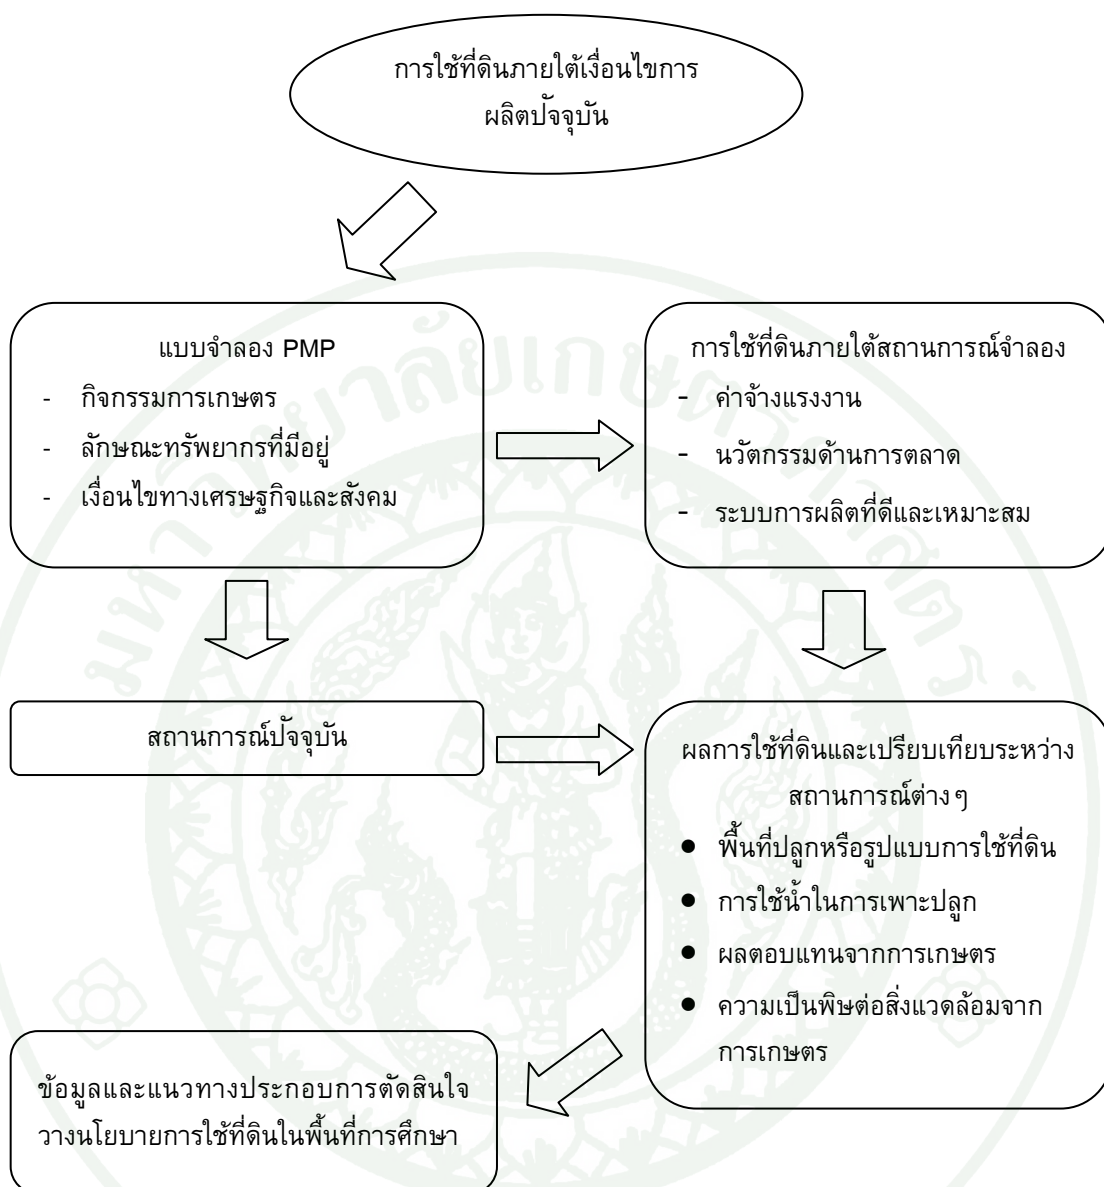 การใช้ที่ดินภายใต้เงื่อนไขการ
ผลิตปัจจุบัน
แบบจำลอง PMP
- กิจกรรมการเกษตร
- ลักษณะทรัพยากรที่มีอยู่
- เงื่อนไขทางเศรษฐกิจและสังคม
การใช้ที่ดินภายใต้สถานการณ์จำลอง
- ค่าจ้างแรงงาน
- นวัตกรรมด้านการตลาด
- ระบบการผลิตที่ดีและเหมาะสม
สถานการณ์ปัจจุบัน
ผลการใช้ที่ดินและเปรียบเทียบระหว่าง
สถานการณ์ต่างๆ
● พื้นที่ปลูกหรือรูปแบบการใช้ที่ดิน
● การใช้น้ำในการเพาะปลูก
● ผลตอบแทนจากการเกษตร
● ความเป็นพิษต่อสิ่งแวดล้อมจาก
การเกษตร
ข้อมูลและแนวทางประกอบการตัดสินใจ
วางนโยบายการใช้ที่ดินในพื้นที่การศึกษา
มหาวิทยาลัยเกษตรศาสตร์